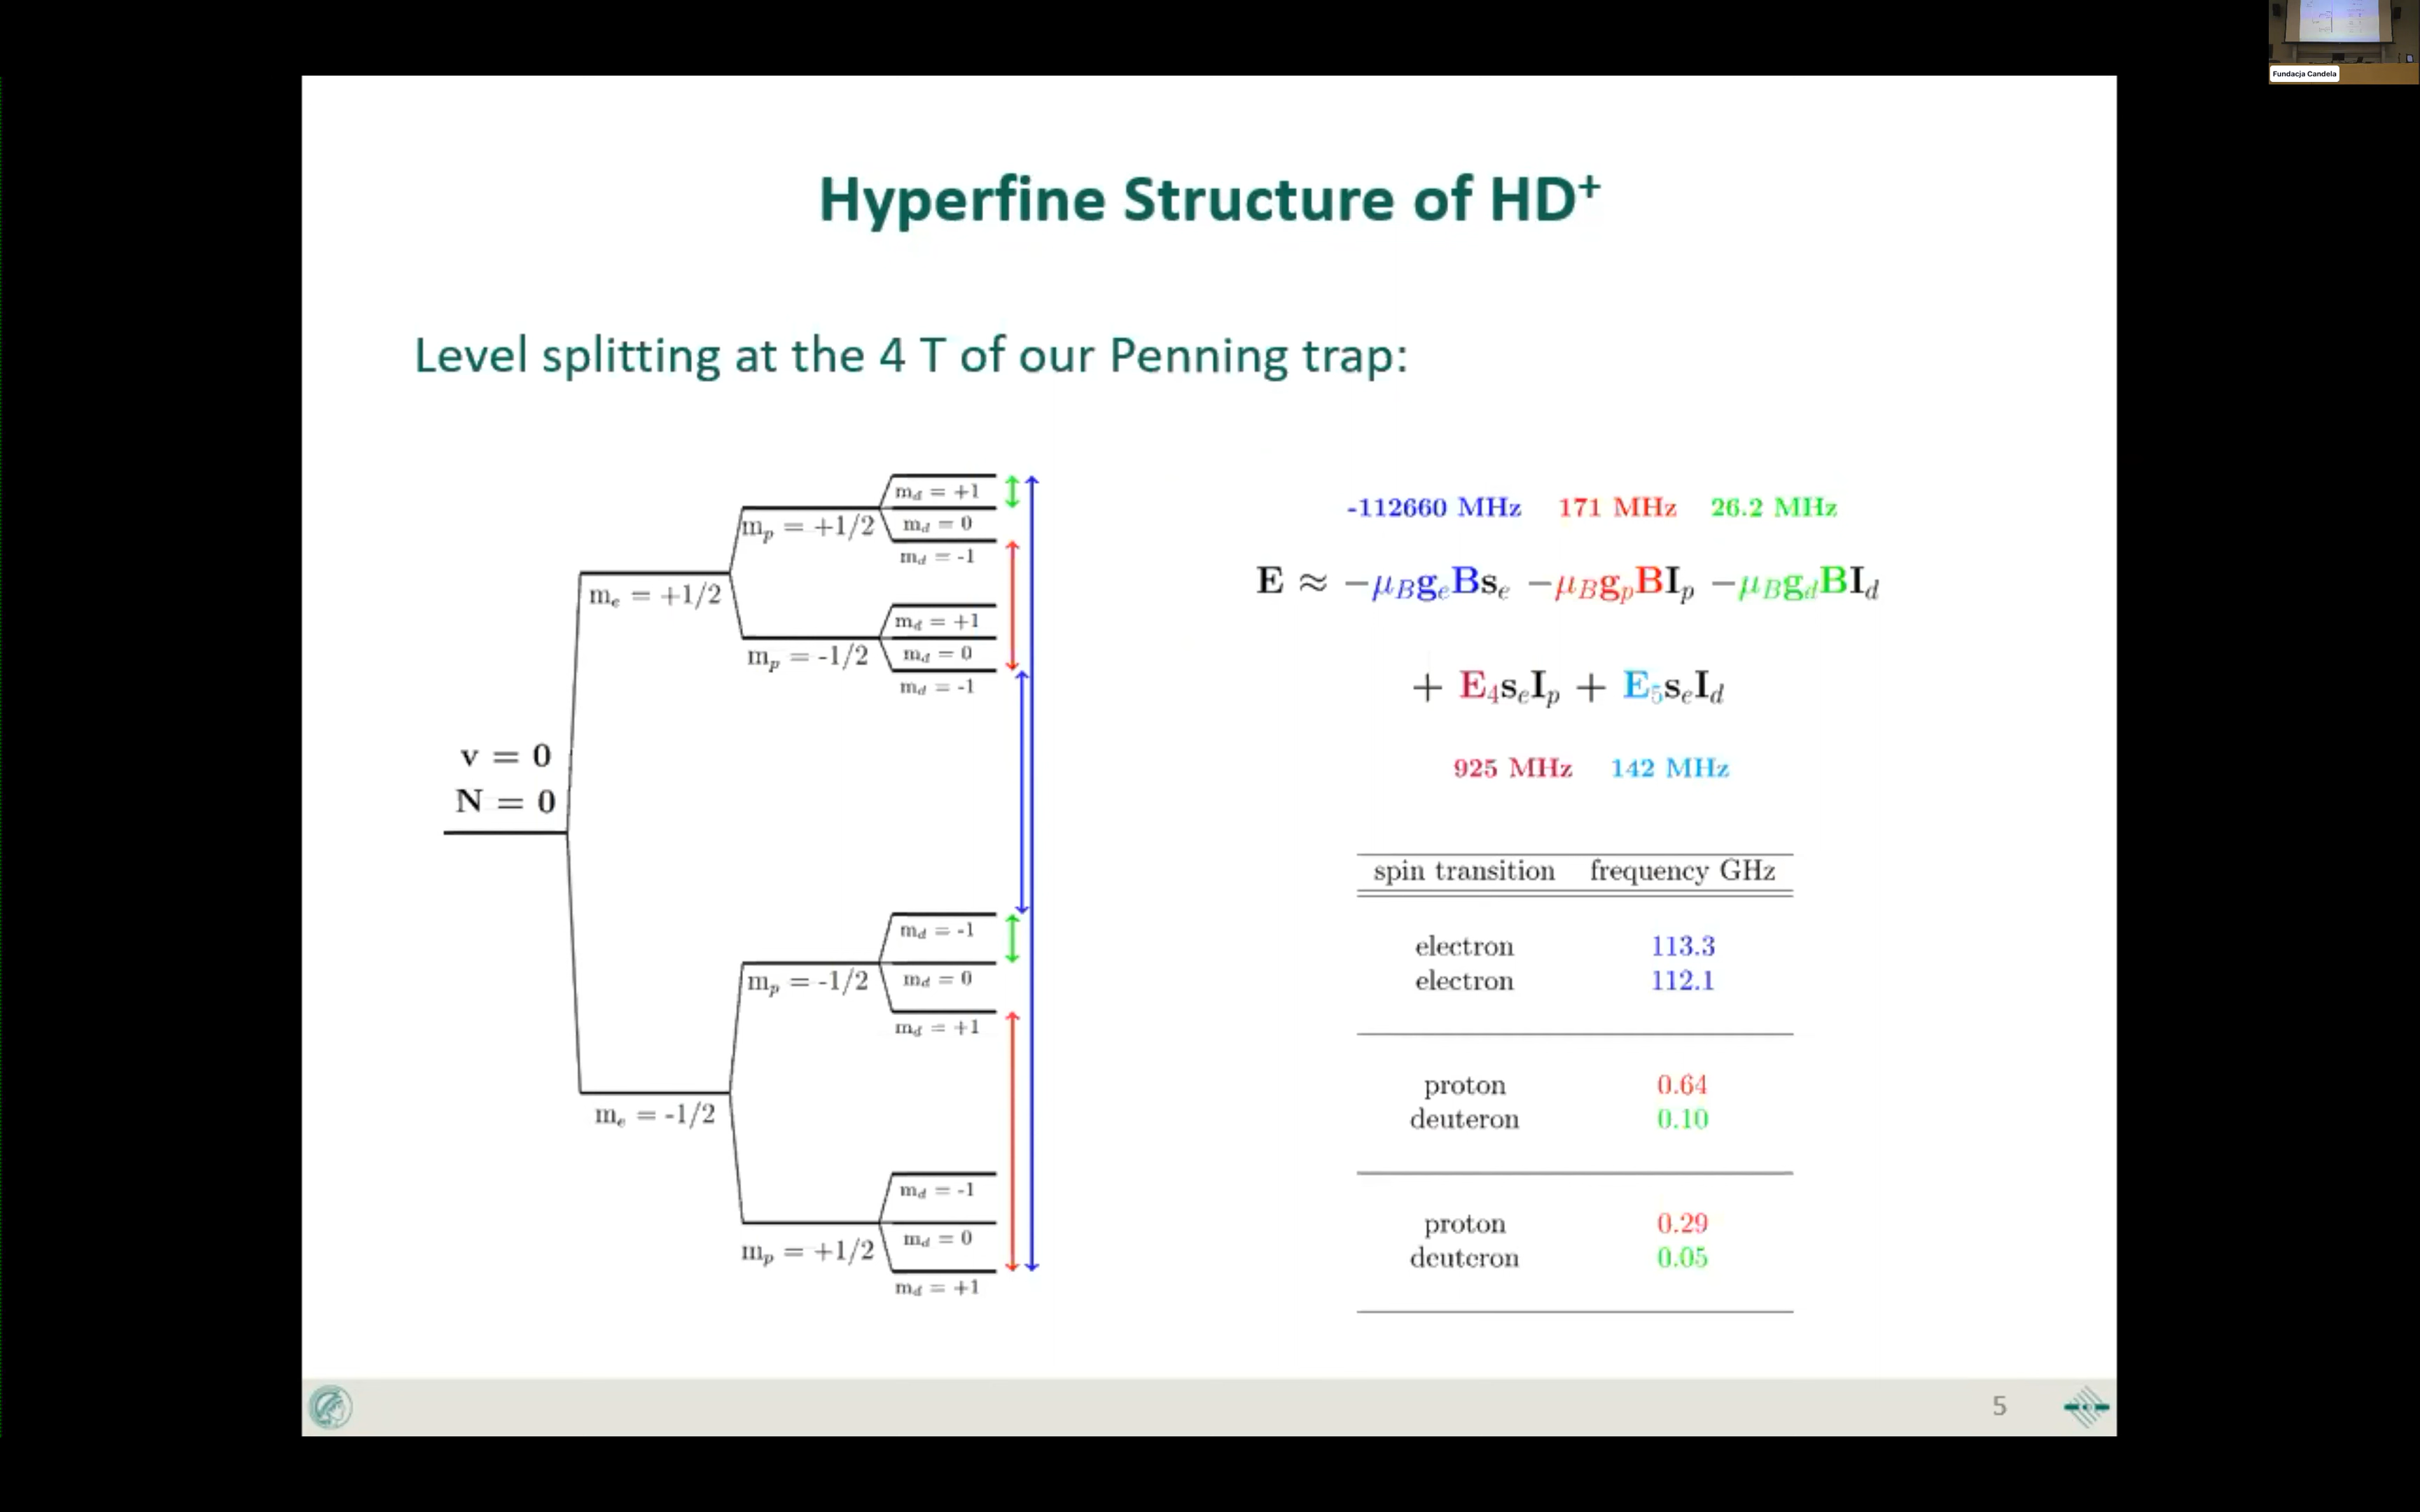 Fundacja Candela
Hyperfine Structure of HD⁺
Level splitting at the 4 T of our Penning trap:
v = 0
N = 0
mₑ = +1/2
mₑ = -1/2
mₚ = +1/2
mₚ = -1/2
mₚ = -1/2
mₚ = +1/2
m_d = +1
m_d = 0
m_d = -1
m_d = +1
m_d = 0
m_d = -1
m_d = -1
m_d = 0
m_d = +1
m_d = -1
m_d = 0
m_d = +1
-112660 MHz 171 MHz 26.2 MHz
E ≈ −μ_B gₑ B sₑ −μ_B gₚ B Iₚ −μ_B g_d B I_d
+ E₄ sₑ Iₚ + E₅ sₑ I_d
925 MHz 142 MHz
spin transition frequency GHz
electron 113.3
electron 112.1
proton 0.64
deuteron 0.10
proton 0.29
deuteron 0.05
5